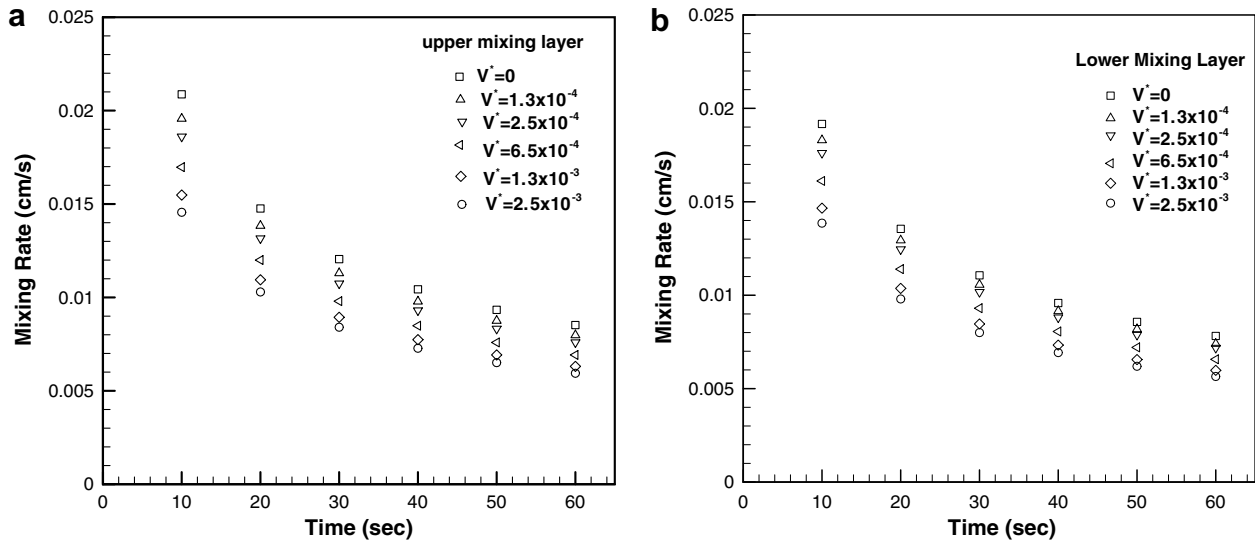 a
0.025
0.02
0.015
0.01
0.005
0
Mixing Rate (cm/s)
upper mixing layer
V*=0
V*=1.3x10-4
V*=2.5x10-4
V*=6.5x10-4
V*=1.3x10-3
V*=2.5x10-3
0 10 20 30 40 50 60
Time (sec)
b
0.025
0.02
0.015
0.01
0.005
0
Mixing Rate (cm/s)
Lower Mixing Layer
V*=0
V*=1.3x10-4
V*=2.5x10-4
V*=6.5x10-4
V*=1.3x10-3
V*=2.5x10-3
0 10 20 30 40 50 60
Time (sec)